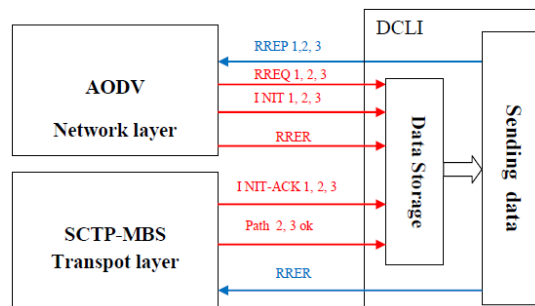 DCLI
RREP 1,2, 3
AODV
Network layer
RREQ 1, 2, 3
I NIT 1, 2, 3
RRER
Data Storage
Sending data
SCTP-MBS
Transpot layer
I NIT-ACK 1, 2, 3
Path 2, 3 ok
RRER